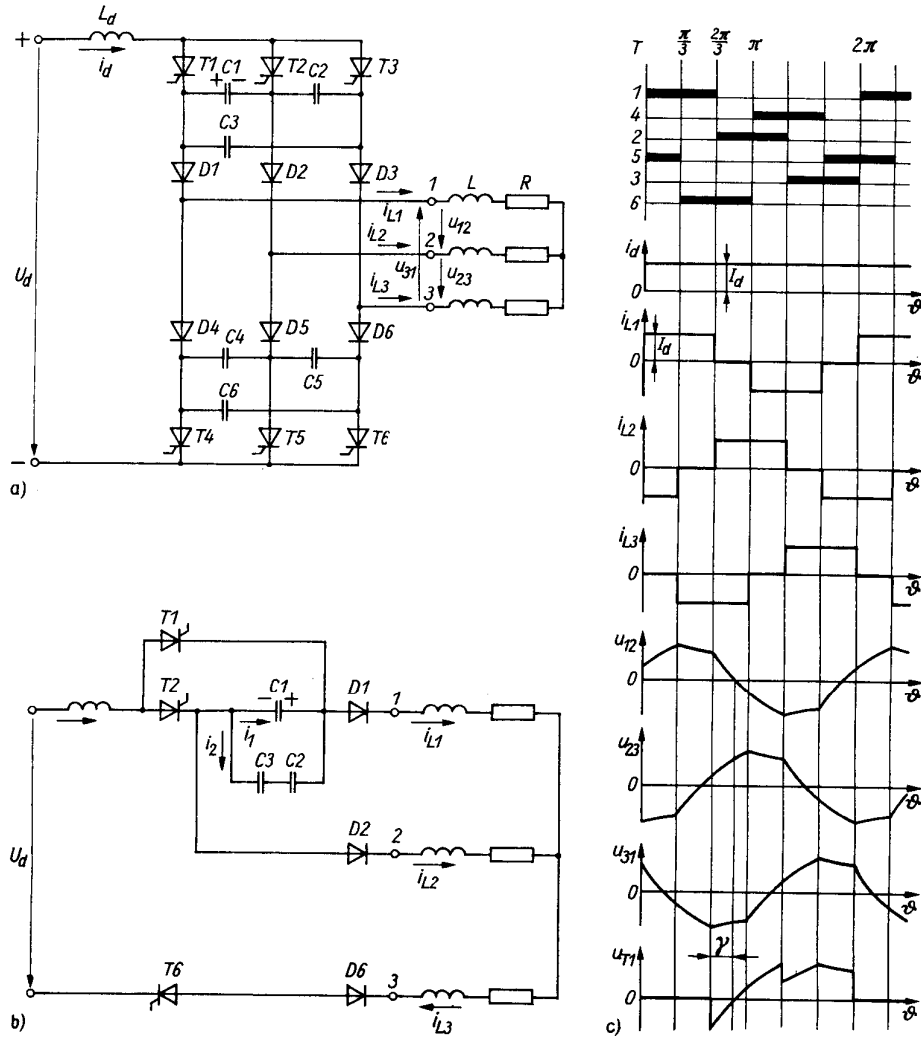 L_d
+
i_d
T1
C1
+ −
T2
C2
T3
C3
D1
D2
D3
1
L
R
i_L1
u_12
i_L2
2
u_31
u_23
i_L3
3
U_d
D4
D5
D6
C4
C5
C6
T4
T5
T6
−
a)
T1
T2
C1
− +
D1
1
i_1
i_L1
i_2
C3
C2
D2
2
i_L2
U_d
T6
D6
3
i_L3
b)
T
π/3
2π/3
π
2π
1
4
2
5
3
6
i_d
I_d
0
ϑ
i_L1
I_d
0
ϑ
i_L2
0
ϑ
i_L3
0
ϑ
u_12
0
ϑ
u_23
0
ϑ
u_31
0
ϑ
u_T1
γ
0
ϑ
c)